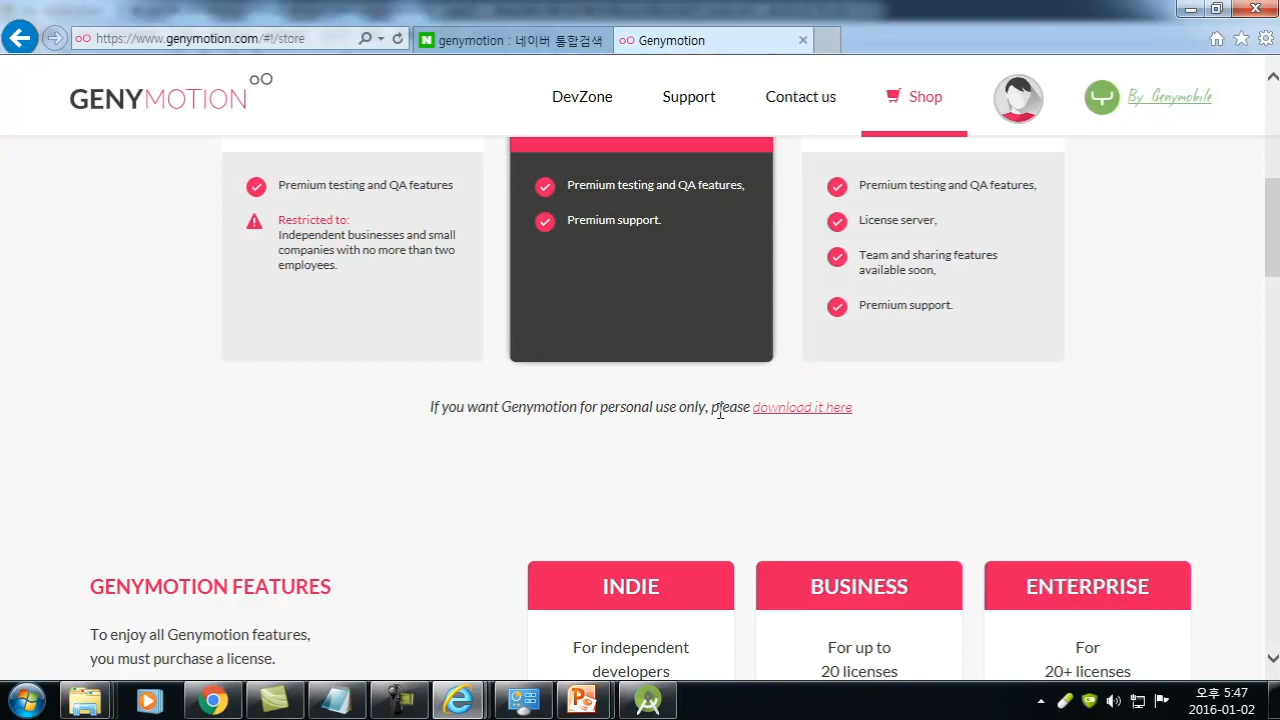 https://www.genymotion.com/#!/store
genymotion : 네이버 통합검색
Genymotion
GENYMOTION
DevZone
Support
Contact us
Shop
By Genymobile
Premium testing and QA features
Restricted to:
Independent businesses and small
companies with no more than two
employees.
Premium testing and QA features,
Premium support.
Premium testing and QA features,
License server,
Team and sharing features
available soon,
Premium support.
If you want Genymotion for personal use only, please download it here
GENYMOTION FEATURES
To enjoy all Genymotion features,
you must purchase a license.
INDIE
For independent
developers
BUSINESS
For up to
20 licenses
ENTERPRISE
For
20+ licenses
오후 5:47
2016-01-02